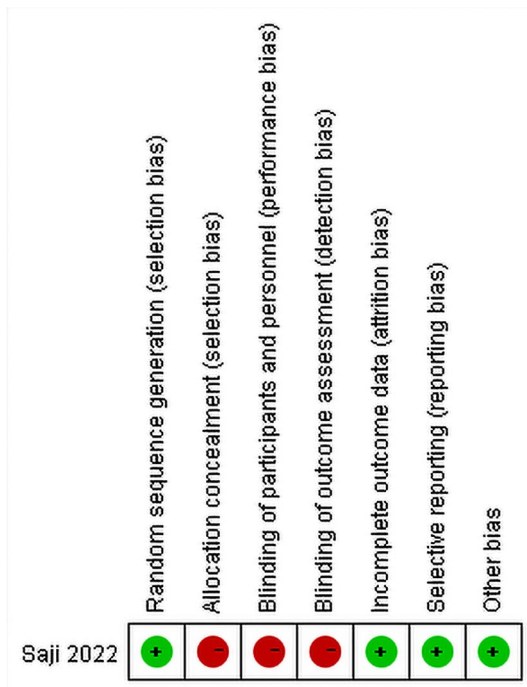 Random sequence generation (selection bias)
Allocation concealment (selection bias)
Blinding of participants and personnel (performance bias)
Blinding of outcome assessment (detection bias)
Incomplete outcome data (attrition bias)
Selective reporting (reporting bias)
Other bias
Saji 2022 + - - - + + +